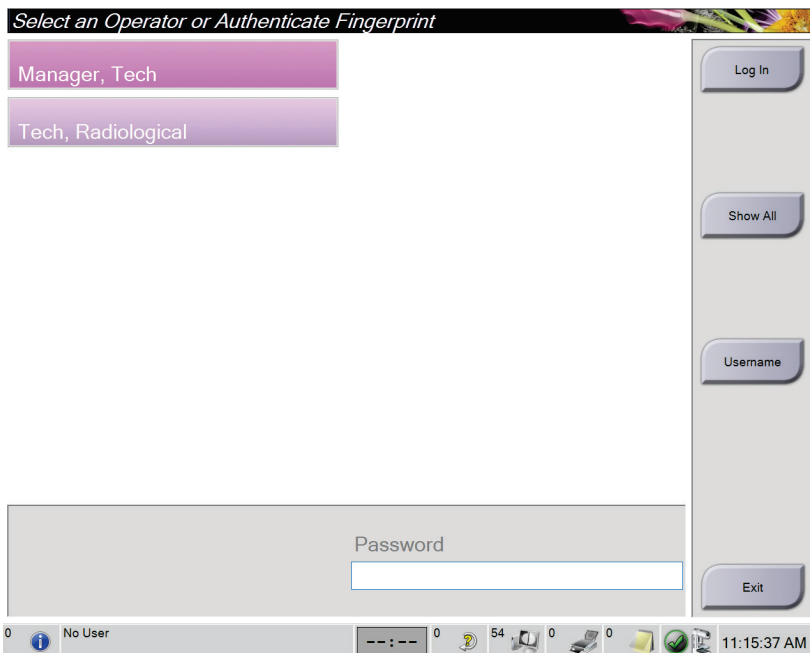 Select an Operator or Authenticate Fingerprint
Manager, Tech
Tech, Radiological
Log In
Show All
Username
Password
Exit
0 No User --:-- 0 54 0 0 11:15:37 AM